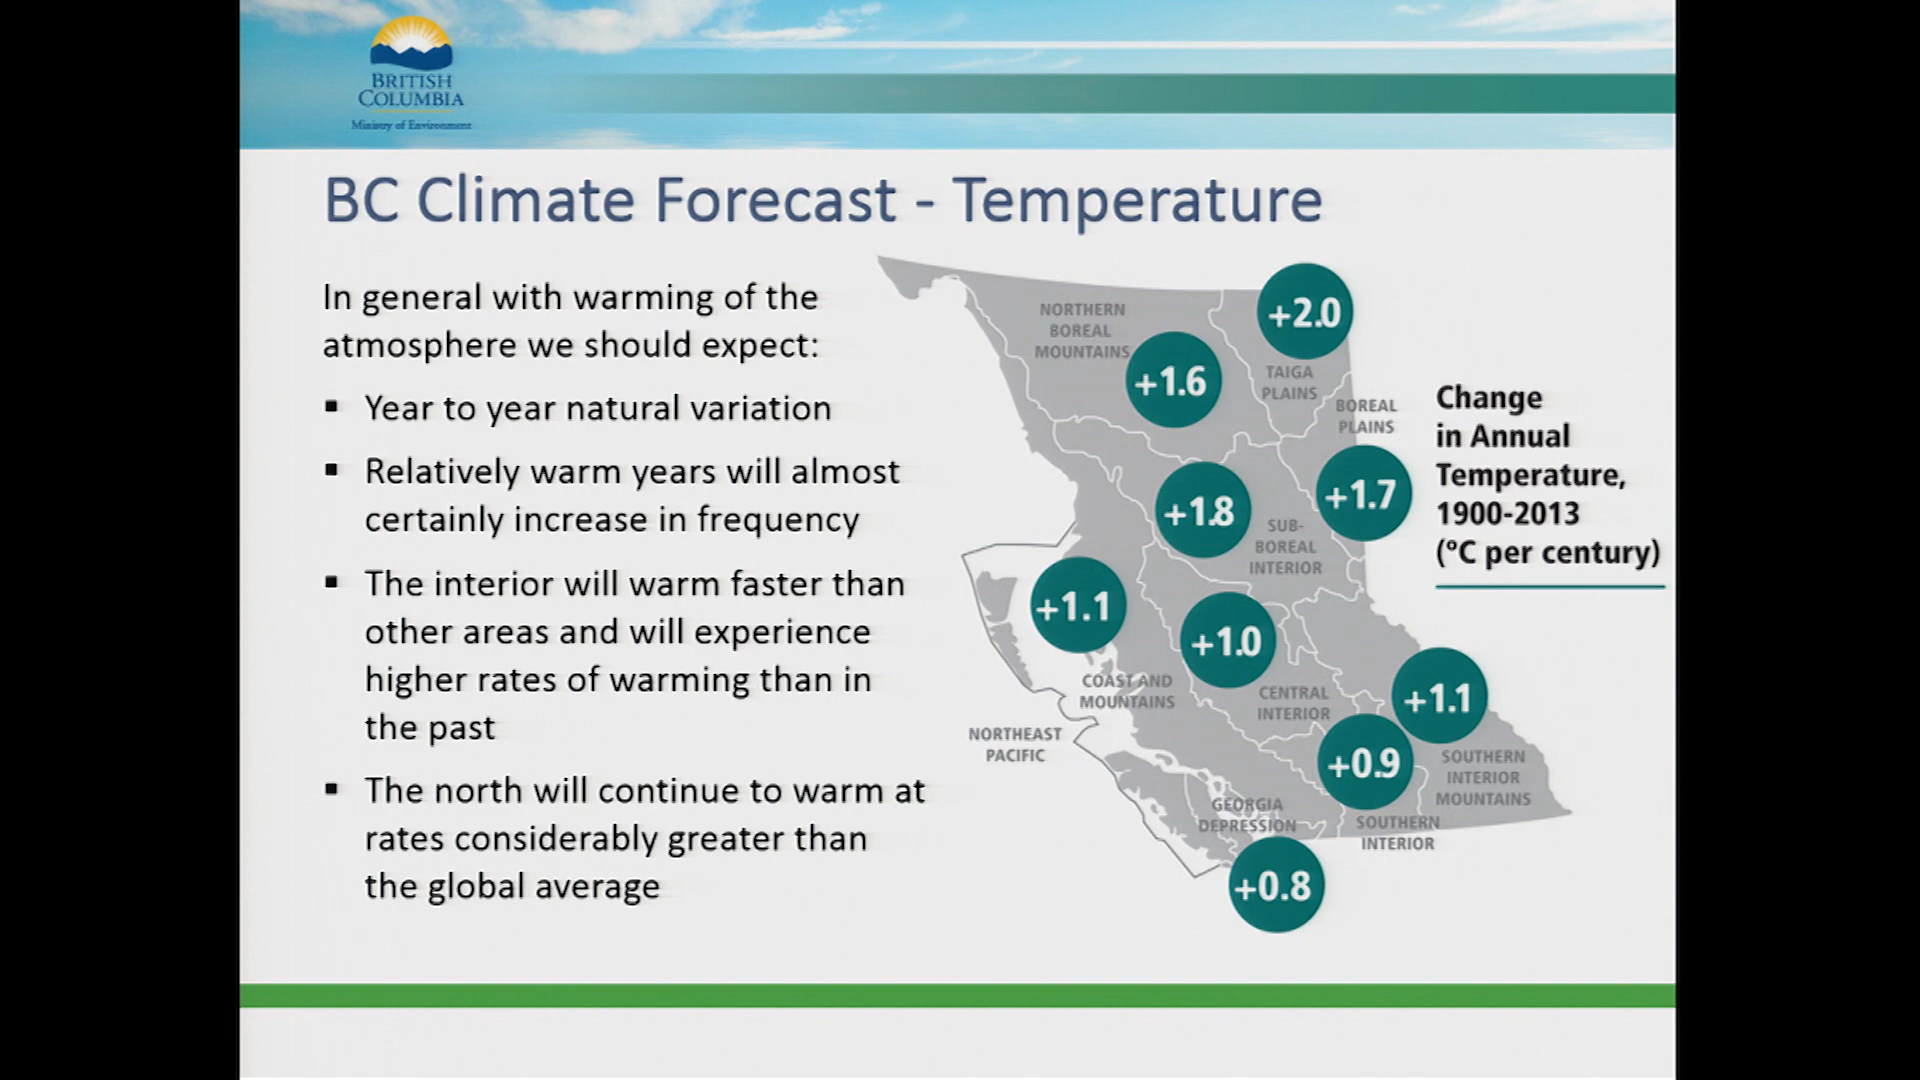 BRITISH
COLUMBIA
Ministry of Environment
BC Climate Forecast - Temperature
In general with warming of the
atmosphere we should expect:
▪ Year to year natural variation
▪ Relatively warm years will almost
certainly increase in frequency
▪ The interior will warm faster than
other areas and will experience
higher rates of warming than in
the past
▪ The north will continue to warm at
rates considerably greater than
the global average
NORTHERN
BOREAL
MOUNTAINS
+1.6
+2.0
TAIGA
PLAINS
BOREAL
PLAINS
+1.7
+1.8
SUB-
BOREAL
INTERIOR
+1.1
COAST AND
MOUNTAINS
+1.0
CENTRAL
INTERIOR
NORTHEAST
PACIFIC
+1.1
SOUTHERN
INTERIOR
MOUNTAINS
+0.9
SOUTHERN
INTERIOR
GEORGIA
DEPRESSION
+0.8
Change
in Annual
Temperature,
1900-2013
(ºC per century)